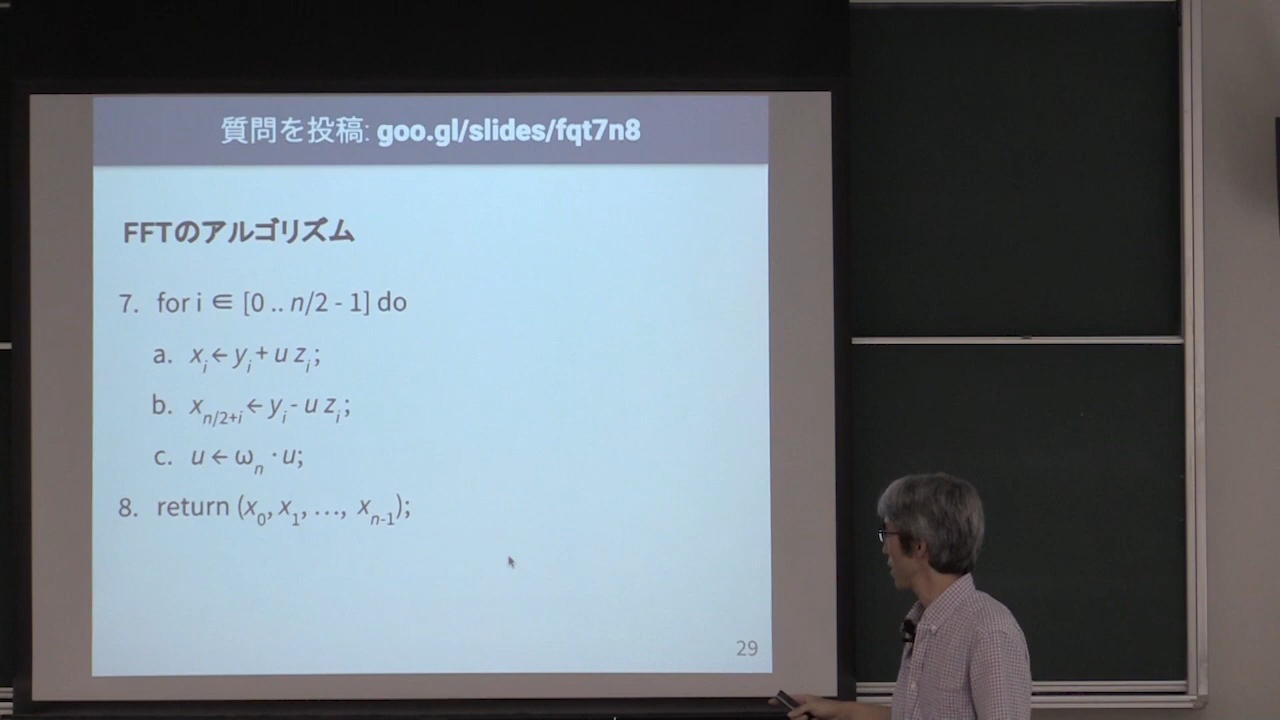 質問を投稿: goo.gl/slides/fqt7n8
FFTのアルゴリズム
7. for i ∈ [0 .. n/2 - 1] do
a. xᵢ ← yᵢ + u zᵢ;
b. xₙ/₂₊ᵢ ← yᵢ - u zᵢ;
c. u ← ωₙ · u;
8. return (x₀, x₁, …, xₙ₋₁);
29